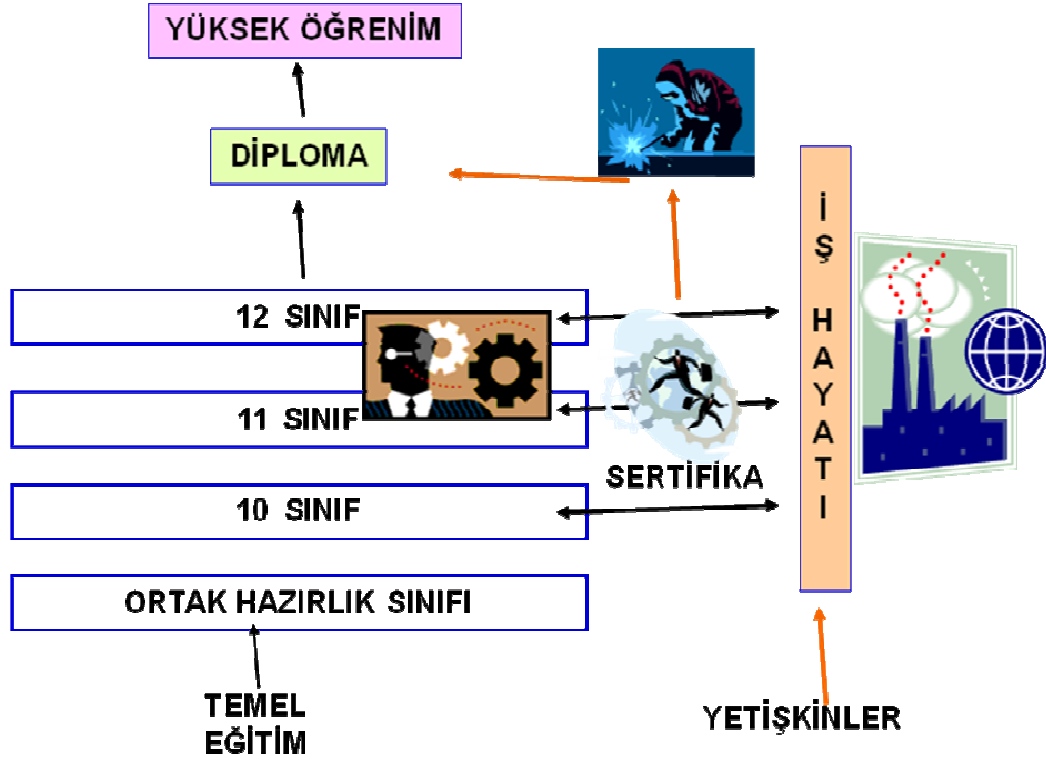 YÜKSEK ÖĞRENİM
DİPLOMA
12 SINIF
11 SINIF
SERTİFİKA
10 SINIF
ORTAK HAZIRLIK SINIFI
TEMEL
EĞİTİM
İŞ HAYATI
YETİŞKİNLER